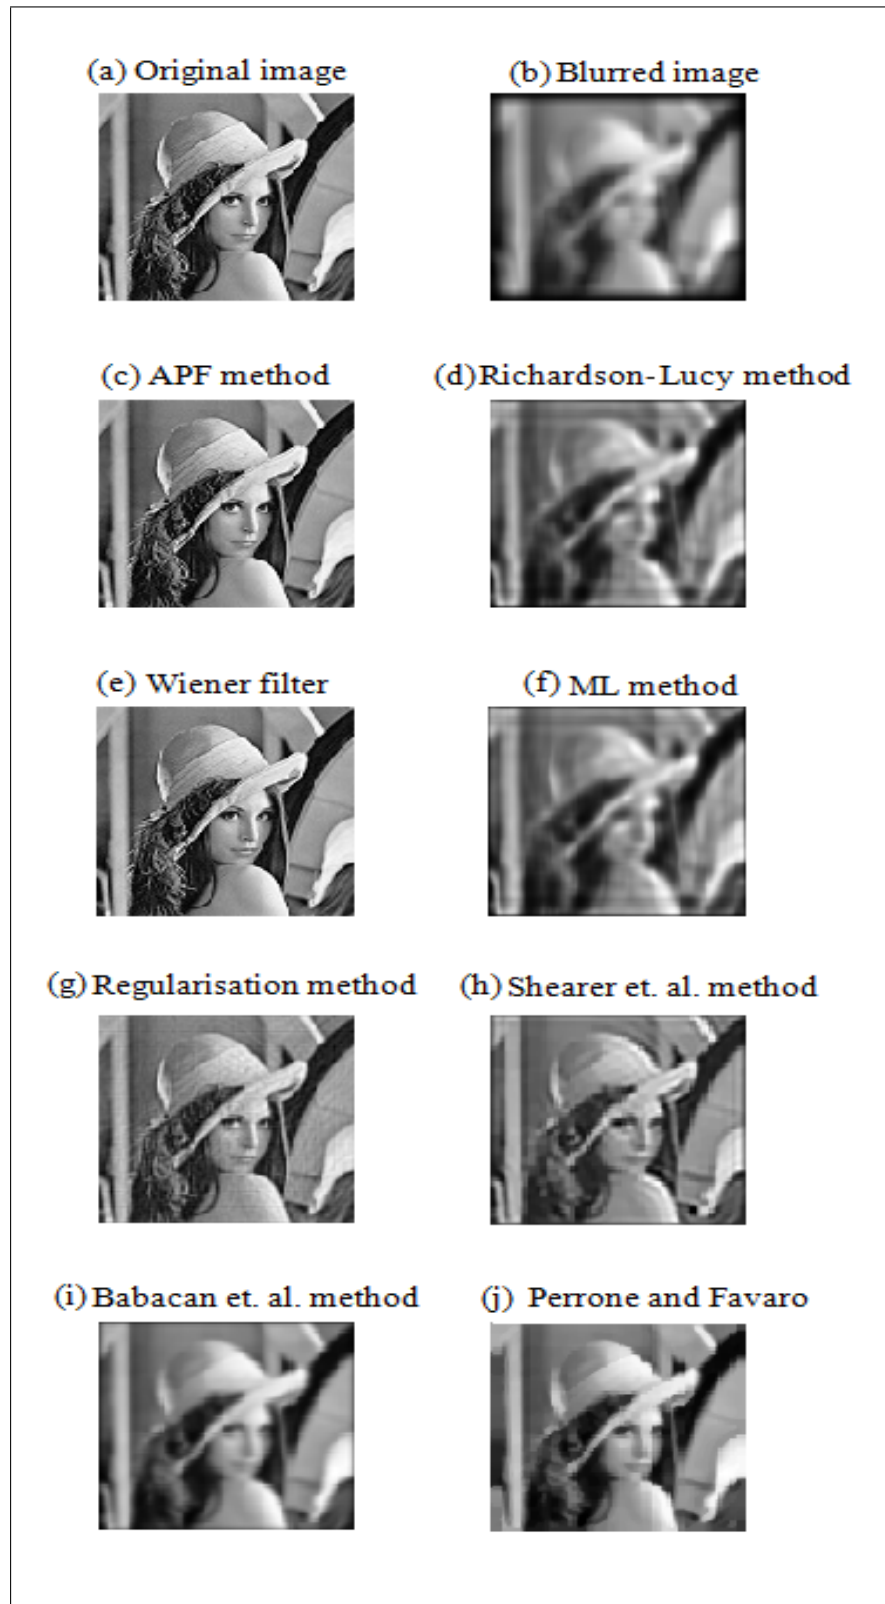 (a) Original image
(b) Blurred image
(c) APF method
(d)Richardson-Lucy method
(e) Wiener filter
(f) ML method
(g) Regularisation method
(h) Shearer et. al. method
(i) Babacan et. al. method
(j) Perrone and Favaro